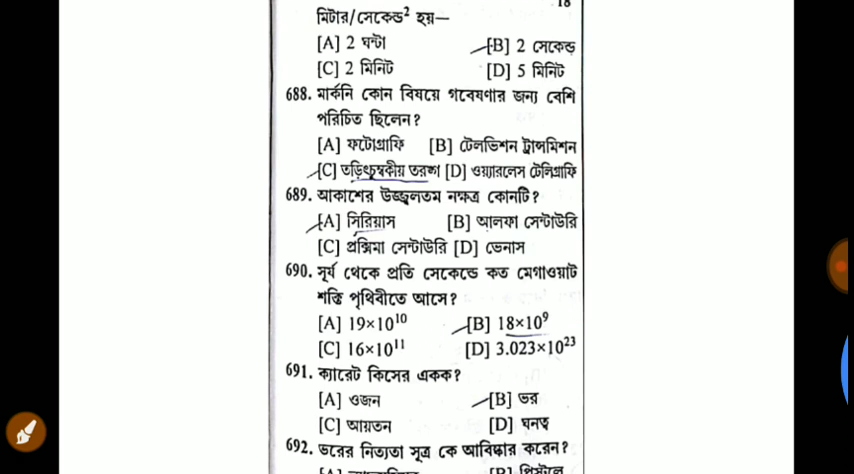 18
মিটার/সেকেন্ড² হয়—
[A] 2 ঘন্টা [B] 2 সেকেন্ড
[C] 2 মিনিট [D] 5 মিনিট
688. মার্কনি কোন বিষয়ে গবেষণার জন্য বেশি
পরিচিত ছিলেন?
[A] ফটোগ্রাফি [B] টেলভিশন ট্রান্সমিশন
[C] তড়িৎচুম্বকীয় তরঙ্গ [D] ওয়্যারলেস টেলিগ্রাফি
689. আকাশের উজ্জ্বলতম নক্ষত্র কোনটি?
[A] সিরিয়াস [B] আলফা সেন্টাউরি
[C] প্রক্সিমা সেন্টাউরি [D] ভেনাস
690. সূর্য থেকে প্রতি সেকেন্ডে কত মেগাওয়াট
শক্তি পৃথিবীতে আসে?
[A] 19×10¹⁰ [B] 18×10⁹
[C] 16×10¹¹ [D] 3.023×10²³
691. ক্যারেট কিসের একক?
[A] ওজন [B] ভর
[C] আয়তন [D] ঘনত্ব
692. ভরের নিত্যতা সূত্র কে আবিষ্কার করেন?
[B] প্রিস্টলে